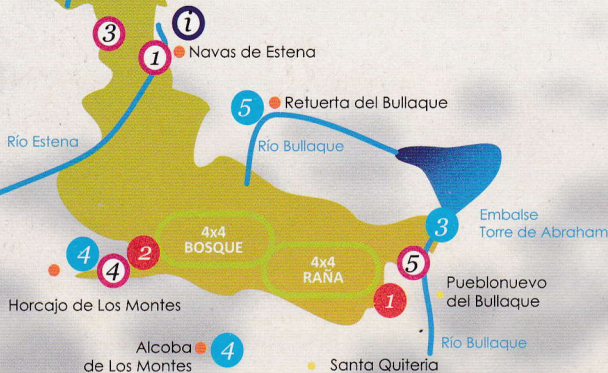 3
i
1
Navas de Estena
5
Retuerta del Bullaque
Río Estena
Río Bullaque
3
Embalse
Torre de Abraham
4x4
BOSQUE
4
4
2
4x4
RAÑA
5
1
Horcajo de Los Montes
Pueblonuevo
del Bullaque
Río Bullaque
Alcoba
de Los Montes
4
Santa Quiteria